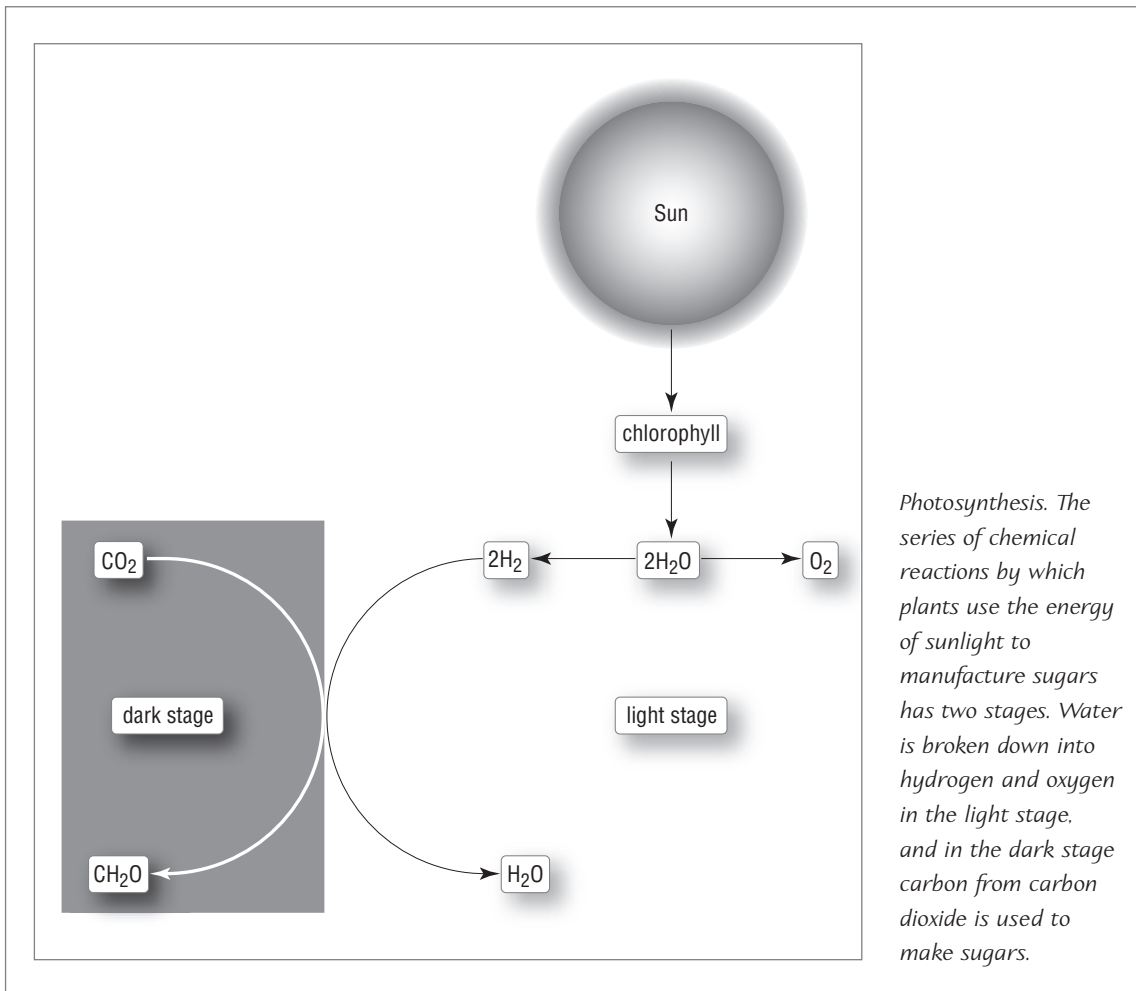 Sun
chlorophyll
CO₂
2H₂
2H₂O
O₂
dark stage
light stage
CH₂O
H₂O
Photosynthesis. The
series of chemical
reactions by which
plants use the energy
of sunlight to
manufacture sugars
has two stages. Water
is broken down into
hydrogen and oxygen
in the light stage,
and in the dark stage
carbon from carbon
dioxide is used to
make sugars.